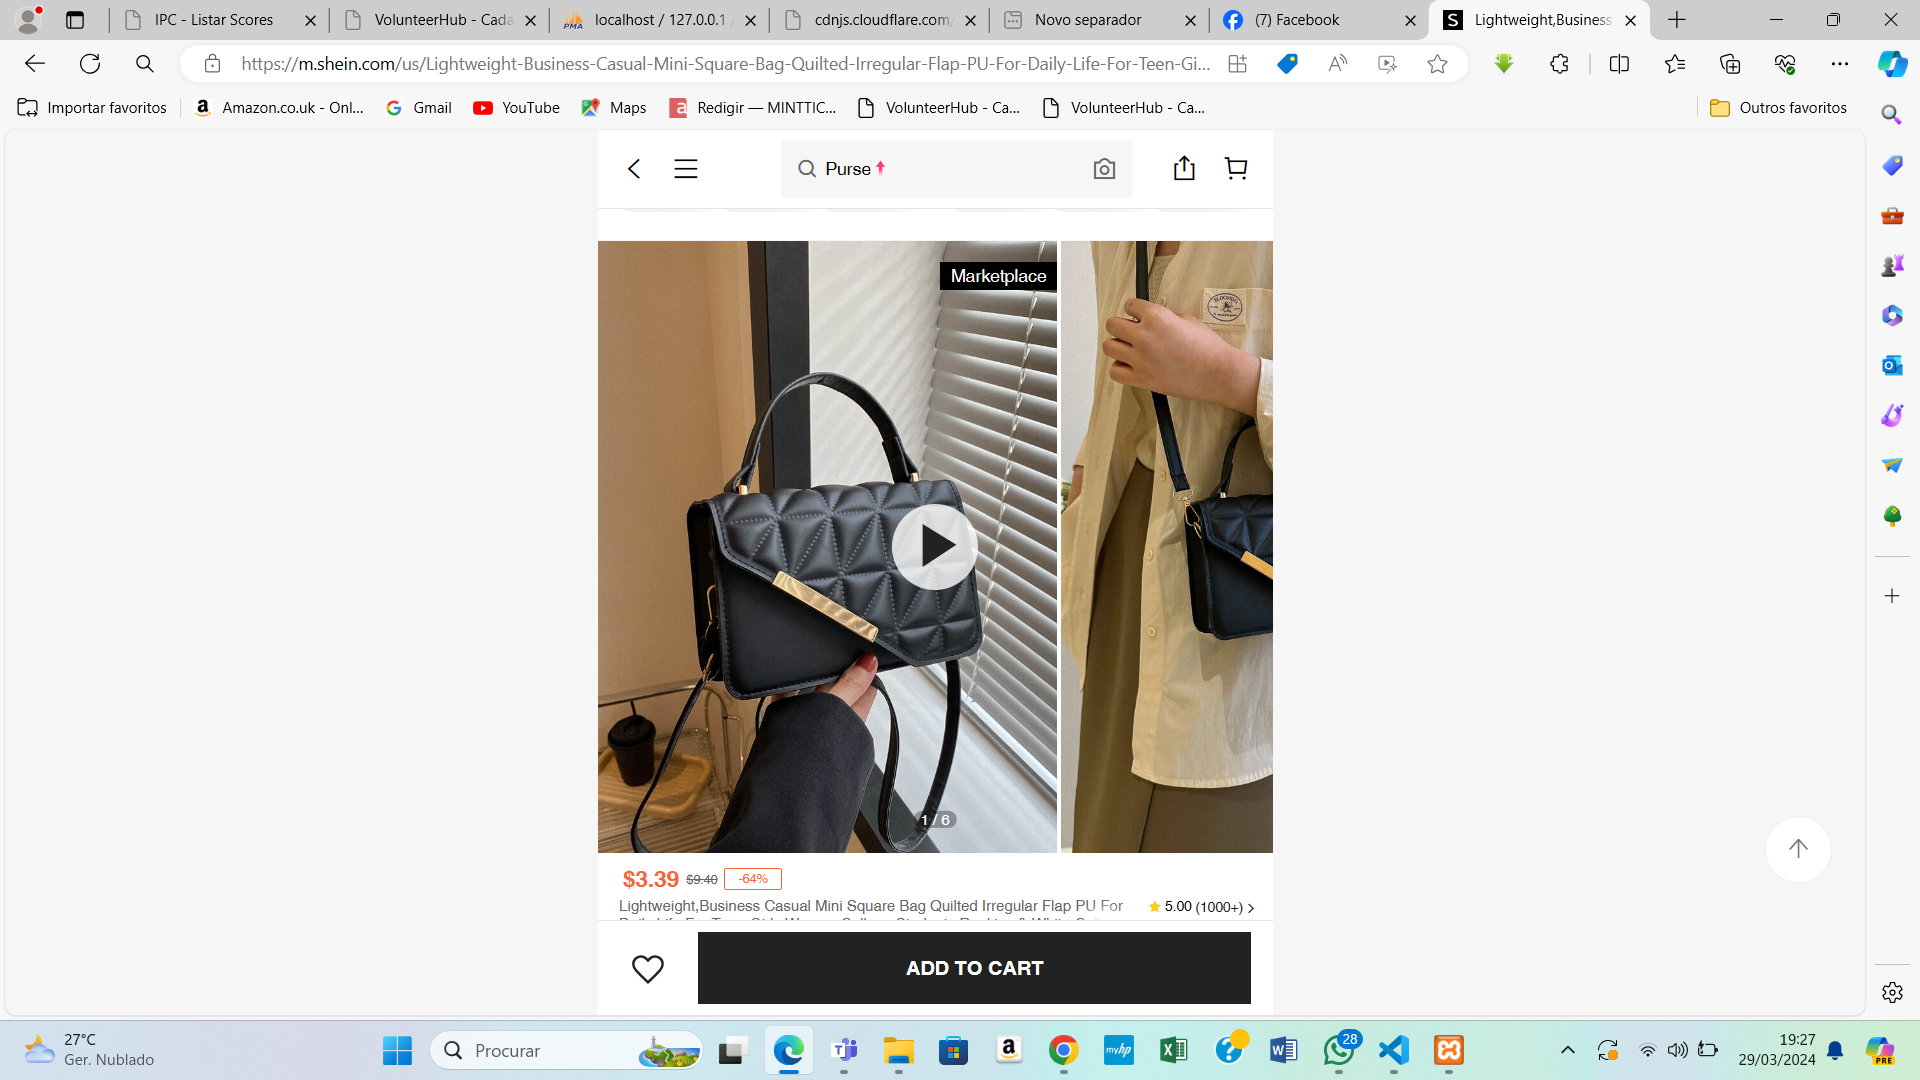 IPC - Listar Scores
VolunteerHub - Cada
localhost / 127.0.0.1 /
cdnjs.cloudflare.com/
Novo separador
(7) Facebook
Lightweight,Business
https://m.shein.com/us/Lightweight-Business-Casual-Mini-Square-Bag-Quilted-Irregular-Flap-PU-For-Daily-Life-For-Teen-Gi...
Importar favoritos
Amazon.co.uk - Onl...
Gmail
YouTube
Maps
Redigir — MINTTIC...
VolunteerHub - Ca...
VolunteerHub - Ca...
Outros favoritos
Purse
Marketplace
1 / 6
$3.39 $9.40 -64%
Lightweight,Business Casual Mini Square Bag Quilted Irregular Flap PU For
5.00 (1000+)
ADD TO CART
27°C
Ger. Nublado
Procurar
28
19:27
29/03/2024